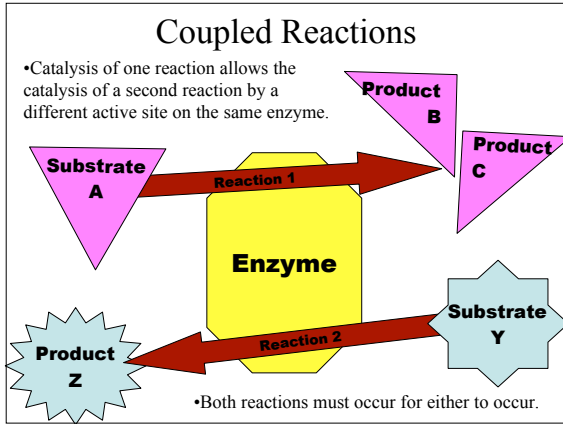 Coupled Reactions
•Catalysis of one reaction allows the
catalysis of a second reaction by a
different active site on the same enzyme.
Product
B
Product
C
Substrate
A
Reaction 1
Enzyme
Substrate
Y
Reaction 2
Product
Z
•Both reactions must occur for either to occur.